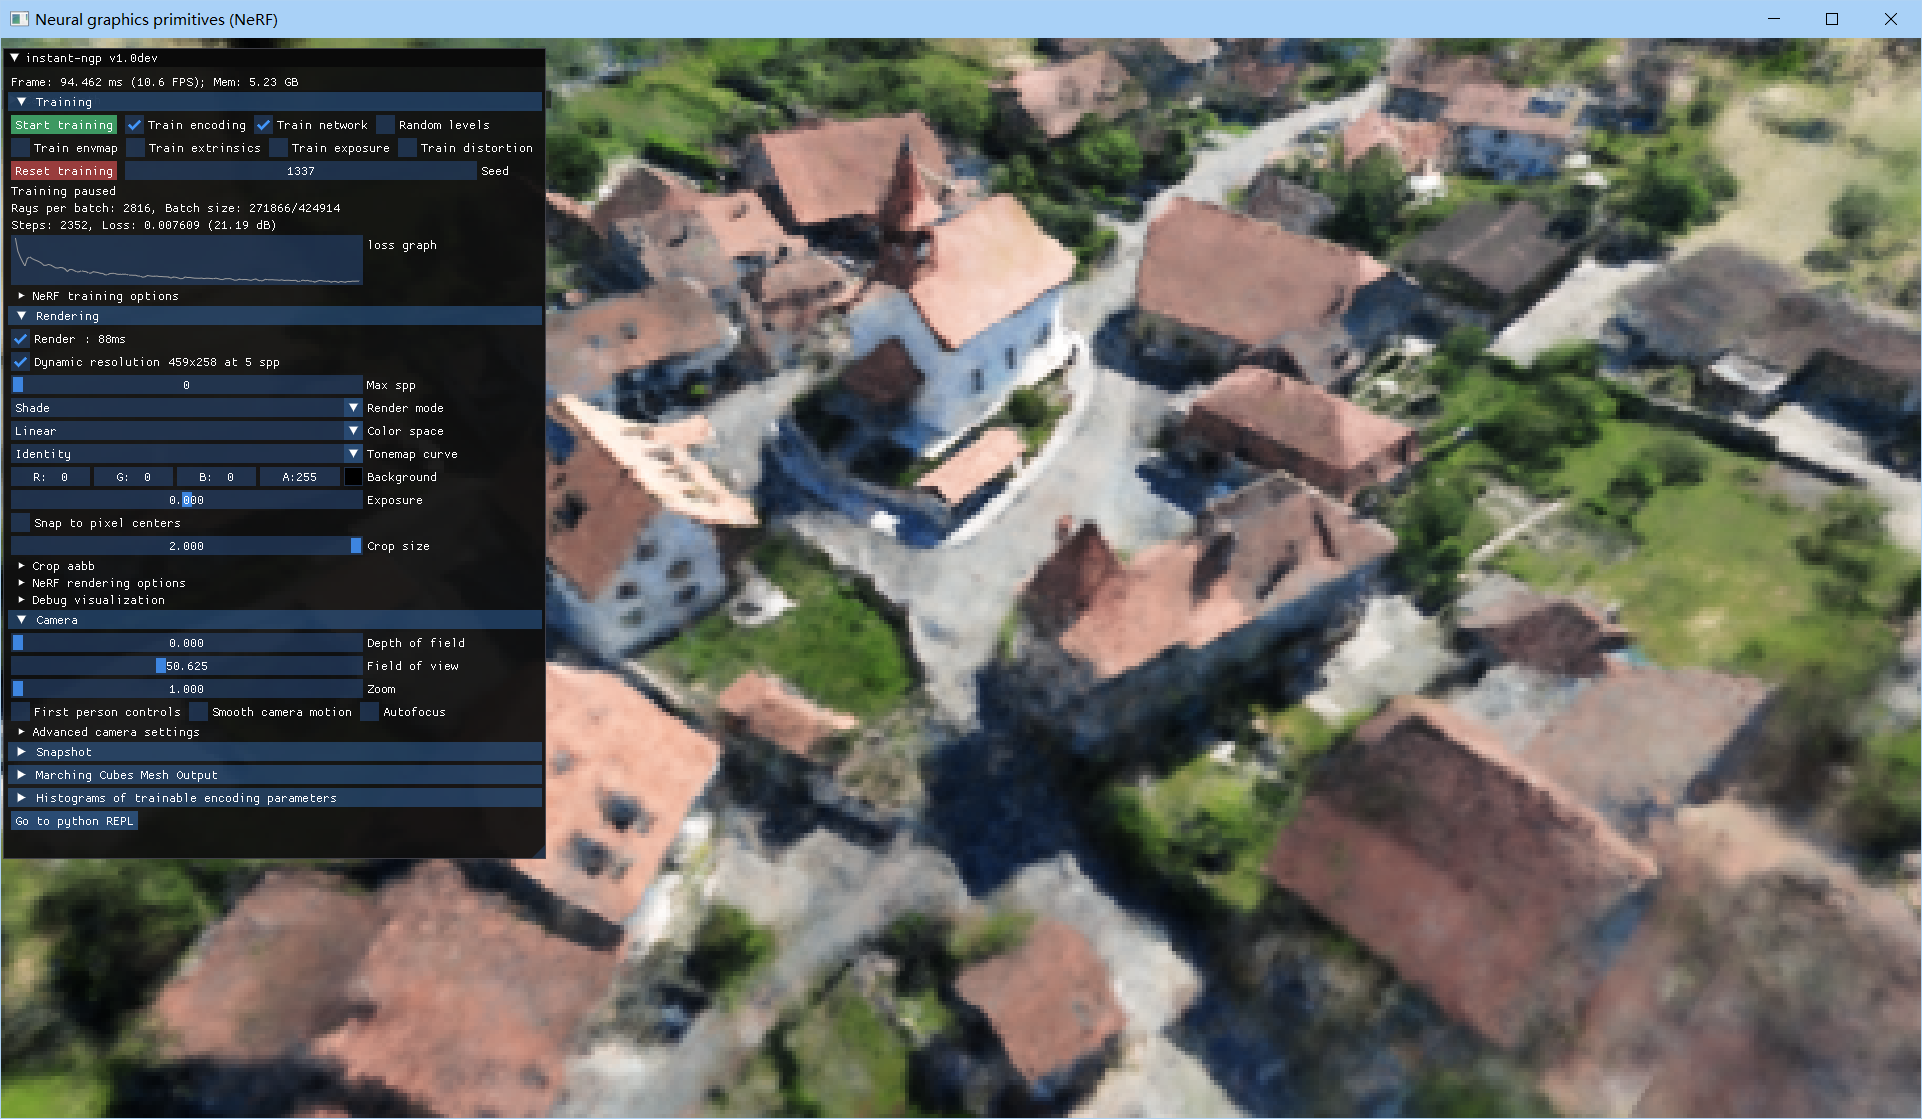 Neural graphics primitives (NeRF)
instant-ngp v1.0dev
Frame: 94.462 ms (10.6 FPS); Mem: 5.23 GB
Training
Start training Train encoding Train network Random levels
Train envmap Train extrinsics Train exposure Train distortion
Reset training 1337 Seed
Training paused
Rays per batch: 2816, Batch size: 271866/424914
Steps: 2352, Loss: 0.007609 (21.19 dB)
loss graph
NeRF training options
Rendering
Render : 88ms
Dynamic resolution 459x258 at 5 spp
0 Max spp
Shade Render mode
Linear Color space
Identity Tonemap curve
R: 0 G: 0 B: 0 A:255 Background
0.000 Exposure
Snap to pixel centers
2.000 Crop size
Crop aabb
NeRF rendering options
Debug visualization
Camera
0.000 Depth of field
50.625 Field of view
1.000 Zoom
First person controls Smooth camera motion Autofocus
Advanced camera settings
Snapshot
Marching Cubes Mesh Output
Histograms of trainable encoding parameters
Go to python REPL